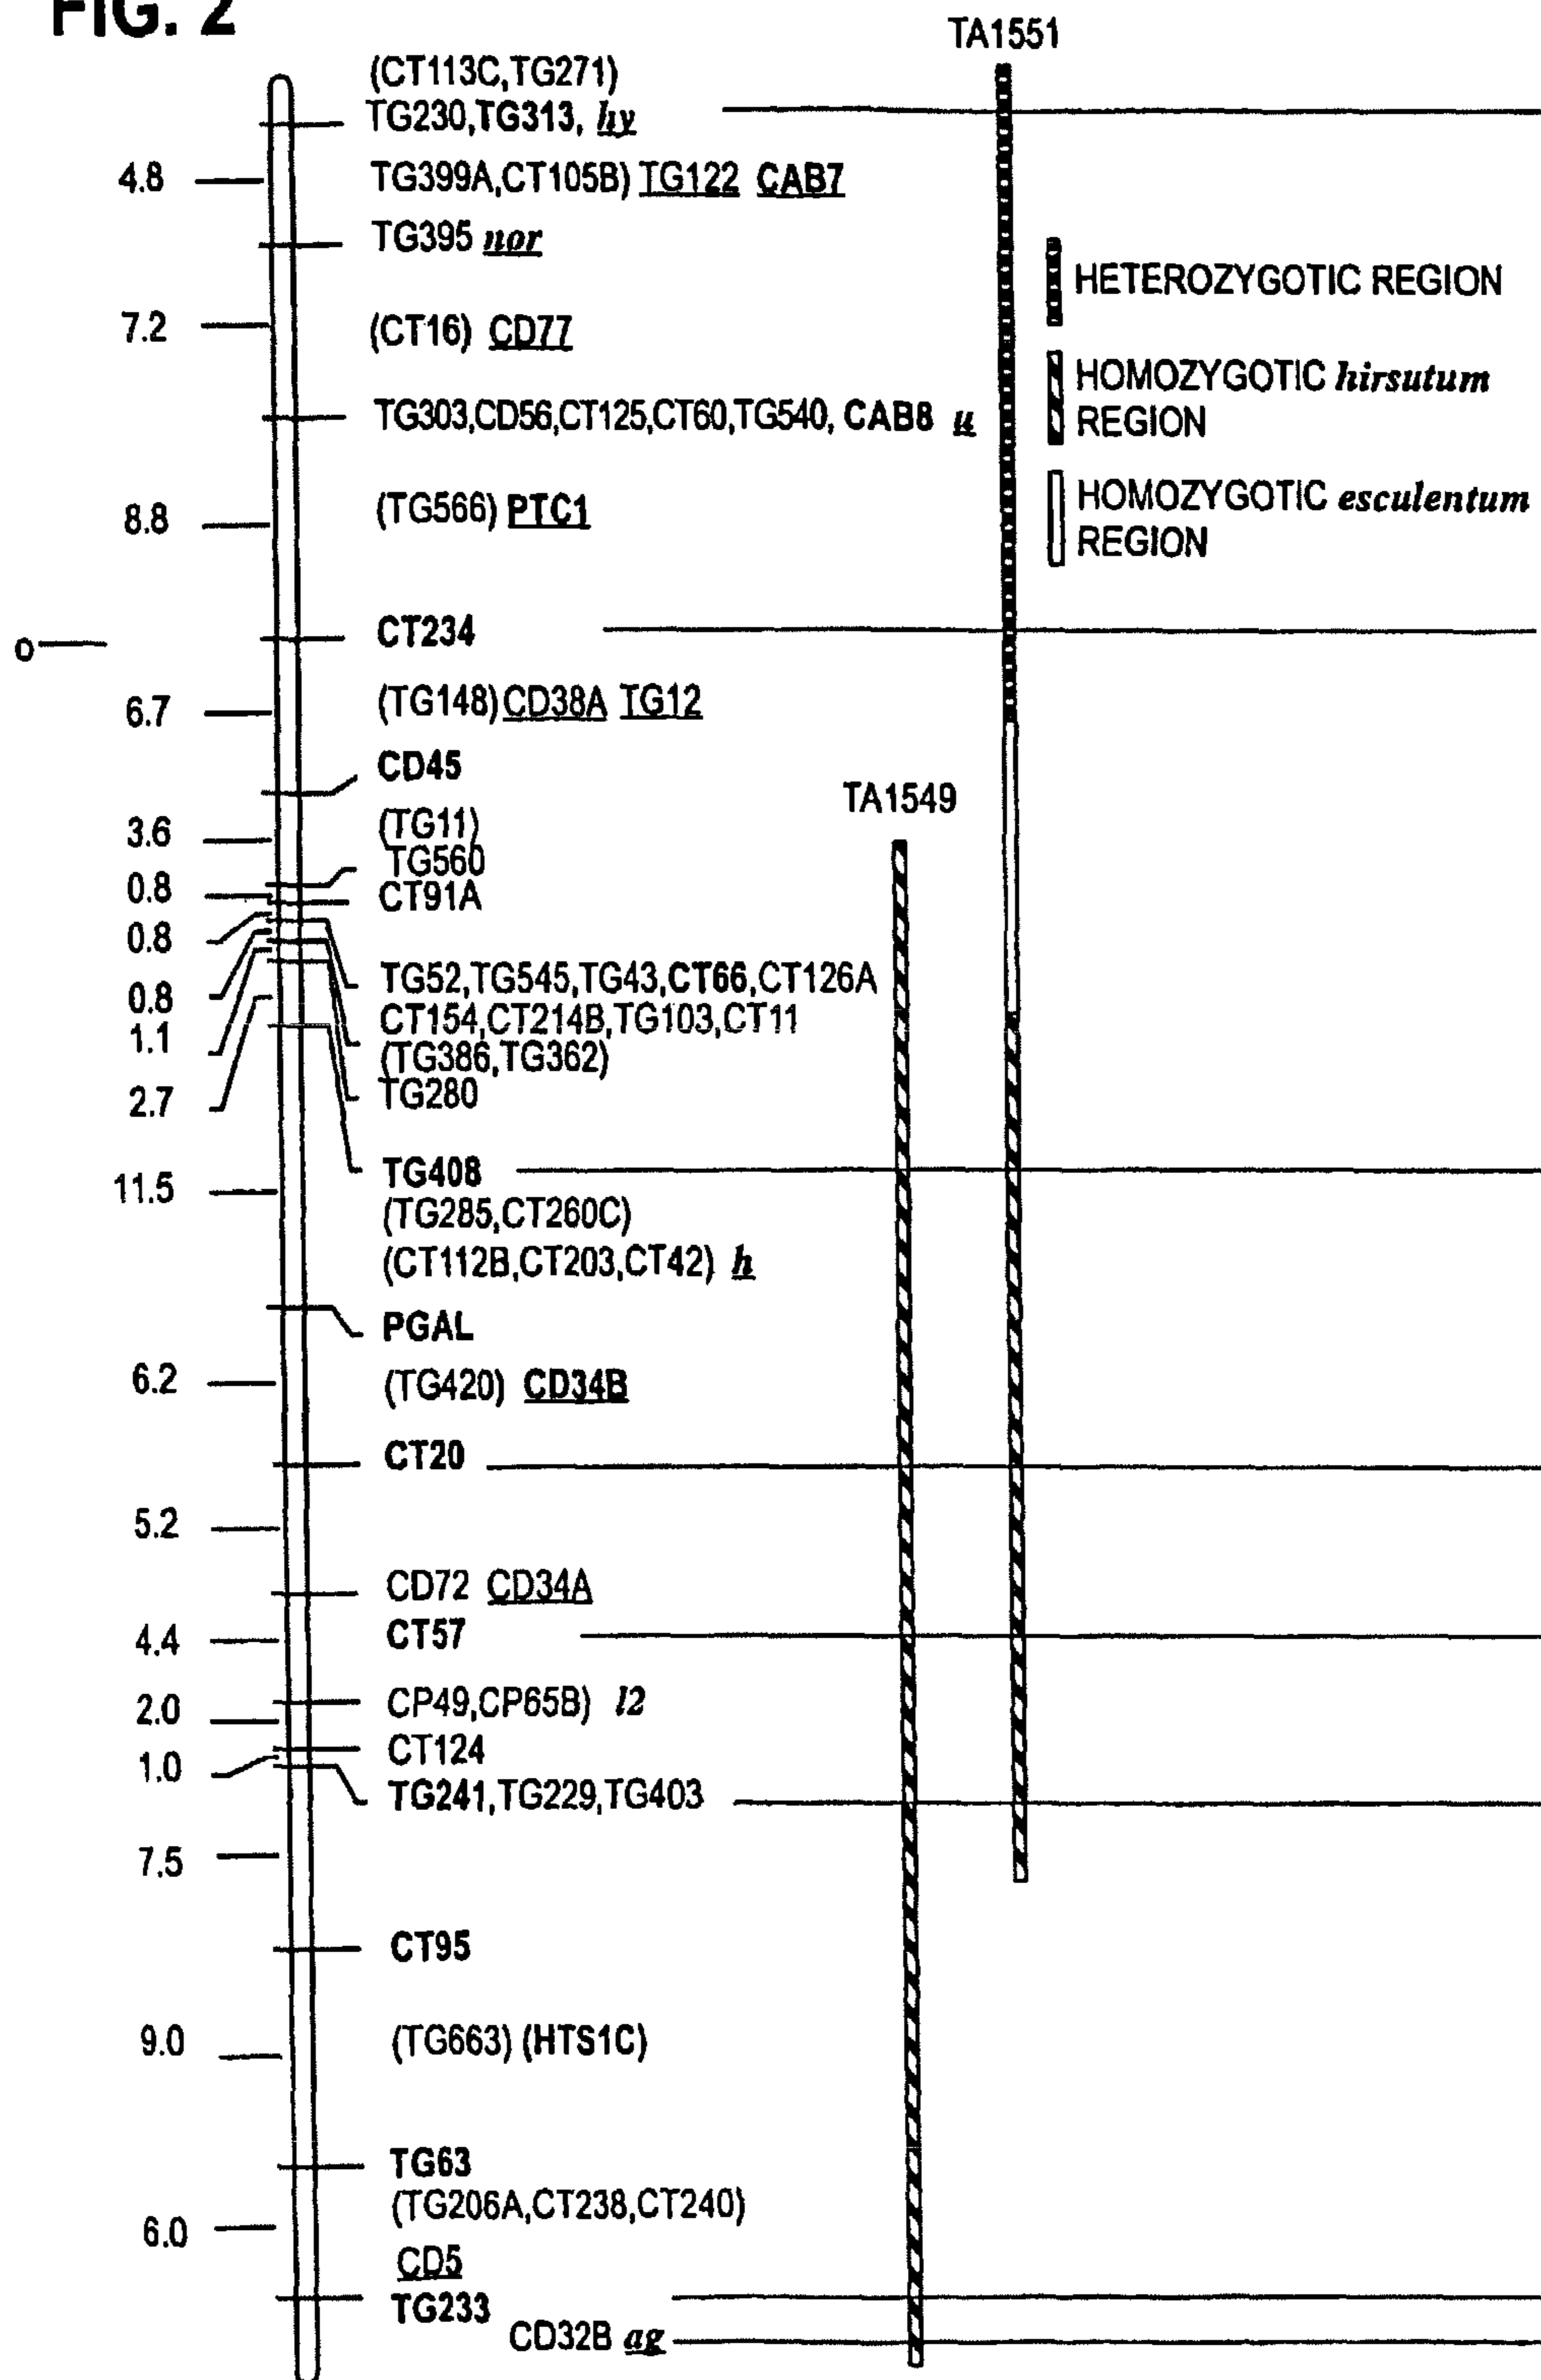 FIG. 2
TA1551
(CT113C,TG271)
TG230,TG313, hy
4.8 TG399A,CT105B) TG122 CAB7
TG395 nor
HETEROZYGOTIC REGION
7.2 (CT16) CD77
HOMOZYGOTIC hirsutum
REGION
TG303,CD56,CT125,CT60,TG540, CAB8 u
HOMOZYGOTIC esculentum
REGION
8.8 (TG566) PTC1
o CT234
6.7 (TG148) CD38A TG12
CD45
TA1549
3.6 (TG11)
TG560
0.8 CT91A
0.8
0.8 TG52,TG545,TG43,CT66,CT126A
1.1 CT154,CT214B,TG103,CT11
(TG386,TG362)
2.7 TG280
TG408
11.5 (TG285,CT260C)
(CT112B,CT203,CT42) h
PGAL
6.2 (TG420) CD34B
CT20
5.2
CD72 CD34A
4.4 CT57
2.0 CP49,CP65B) l2
1.0 CT124
TG241,TG229,TG403
7.5
CT95
9.0 (TG663) (HTS1C)
TG63
(TG206A,CT238,CT240)
6.0
CD5
TG233
CD32B ag